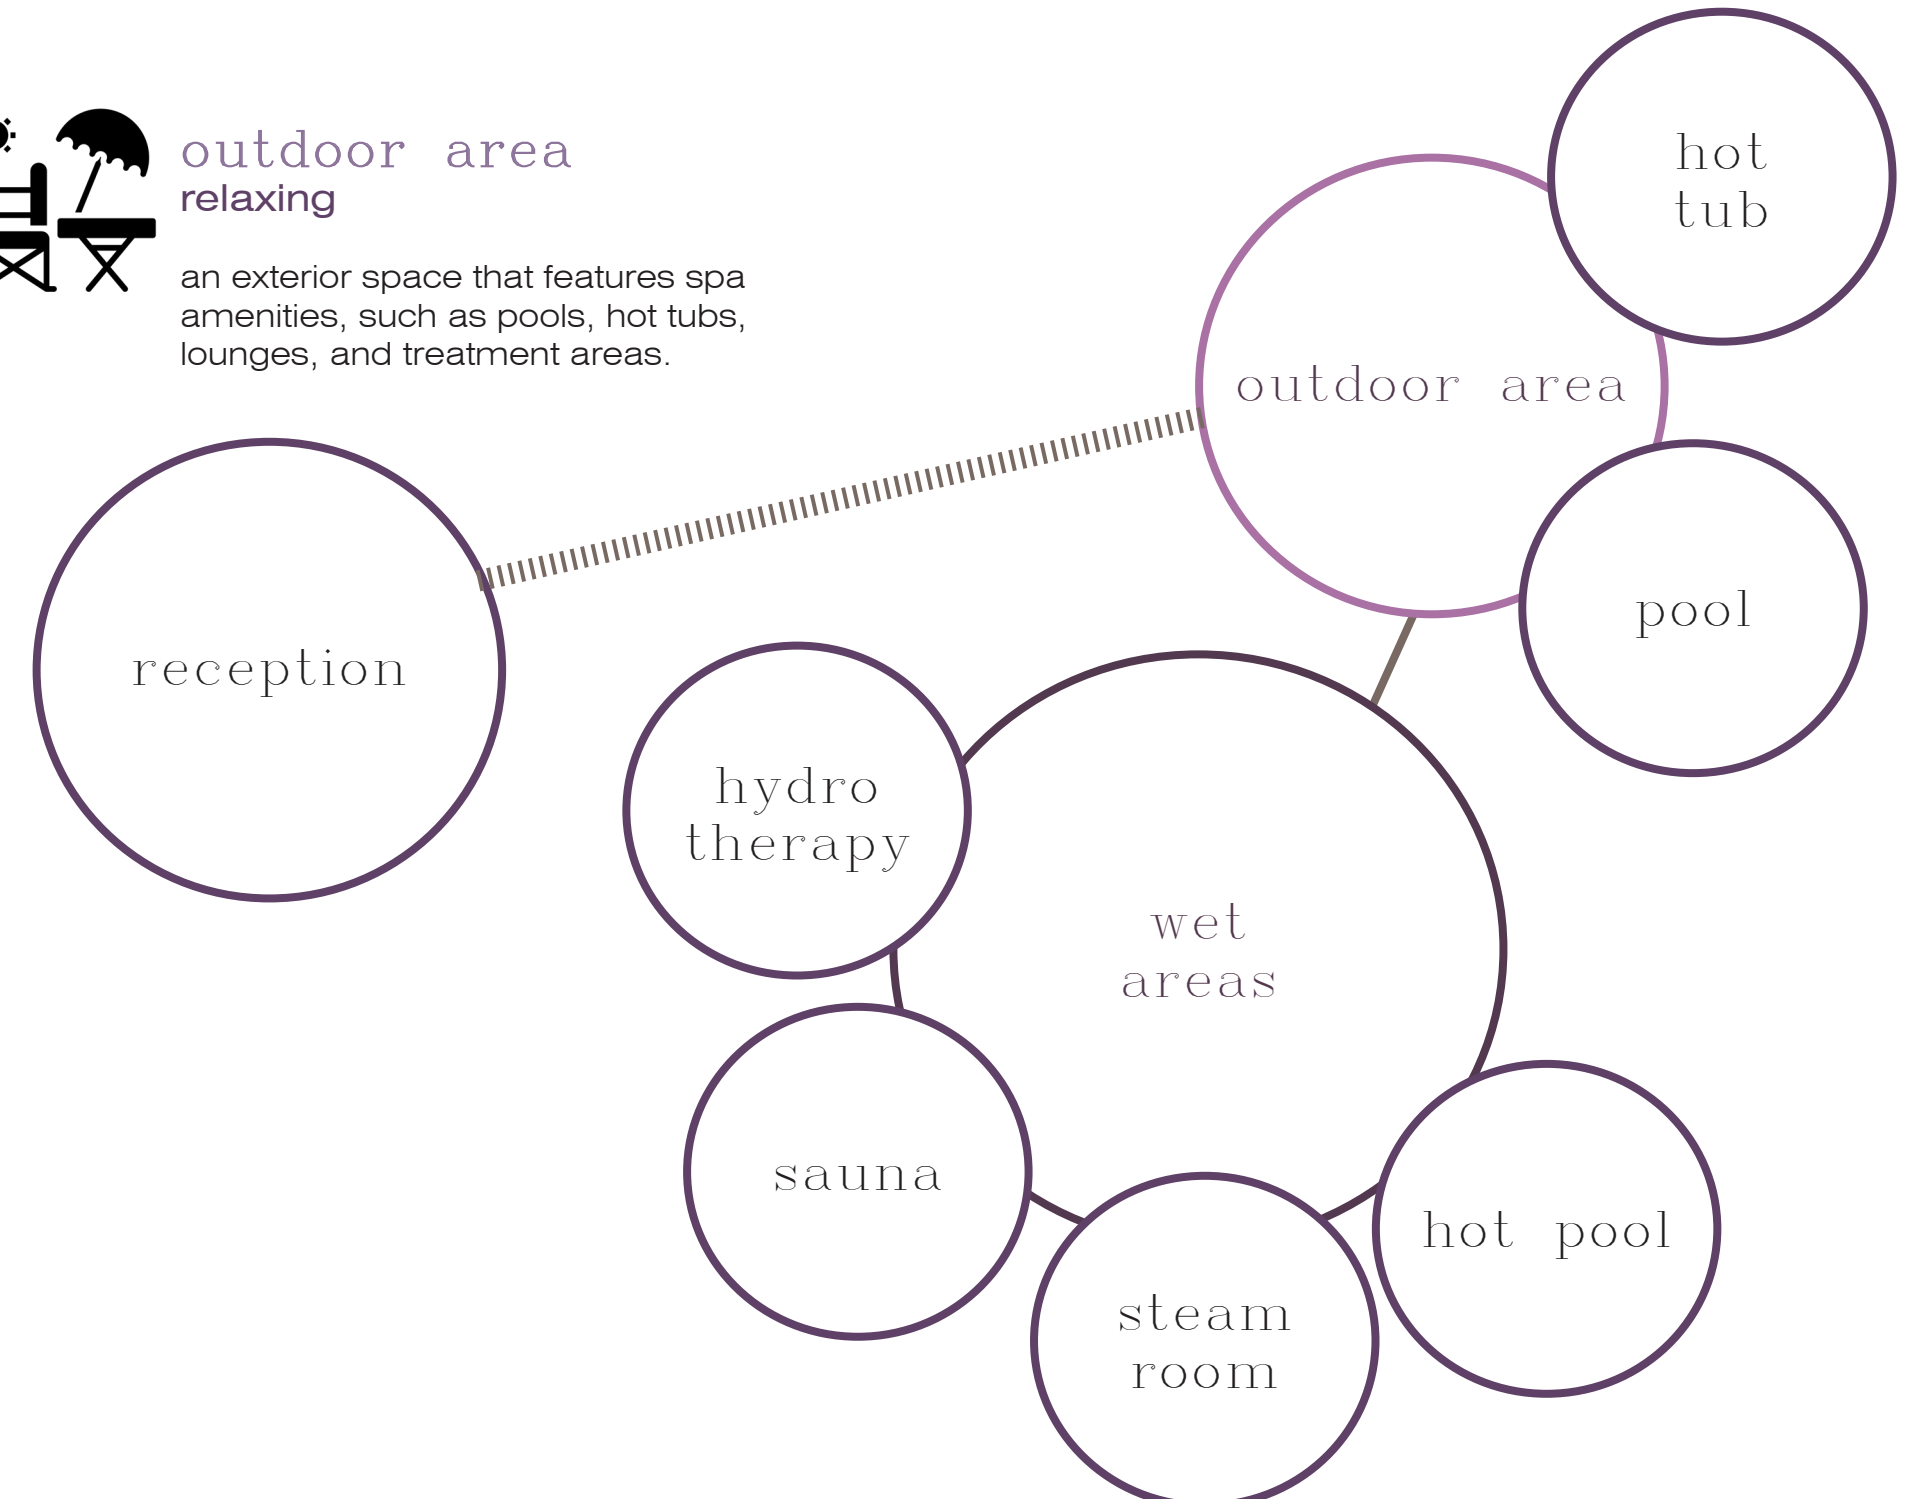 outdoor area
relaxing
an exterior space that features spa
amenities, such as pools, hot tubs,
lounges, and treatment areas.
hot
tub
outdoor area
pool
reception
hydro
therapy
wet
areas
sauna
hot pool
steam
room